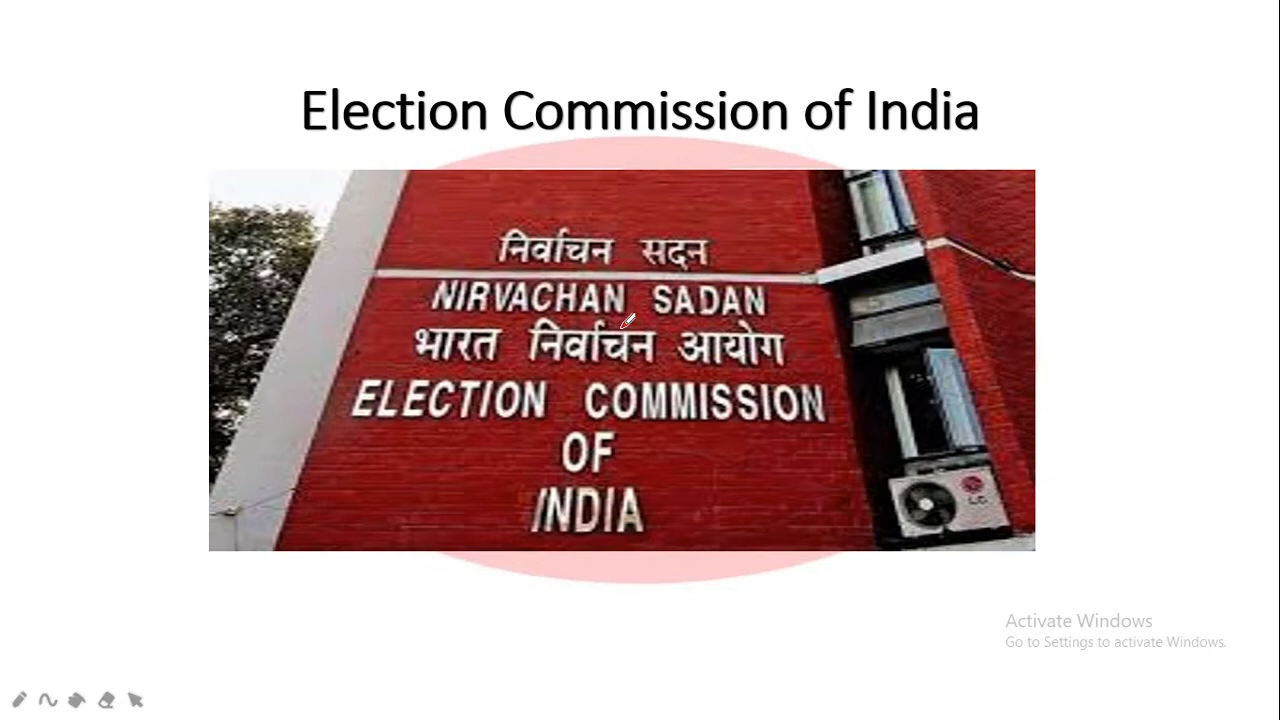 Election Commission of India
निर्वाचन सदन
NIRVACHAN SADAN
भारत निर्वाचन आयोग
ELECTION COMMISSION
OF
INDIA
LG
Activate Windows
Go to Settings to activate Windows.